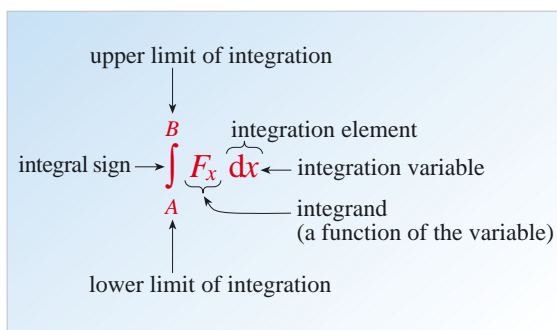 upper limit of integration
B
integration element
integral sign ∫ Fx dx integration variable
A
integrand
(a function of the variable)
lower limit of integration